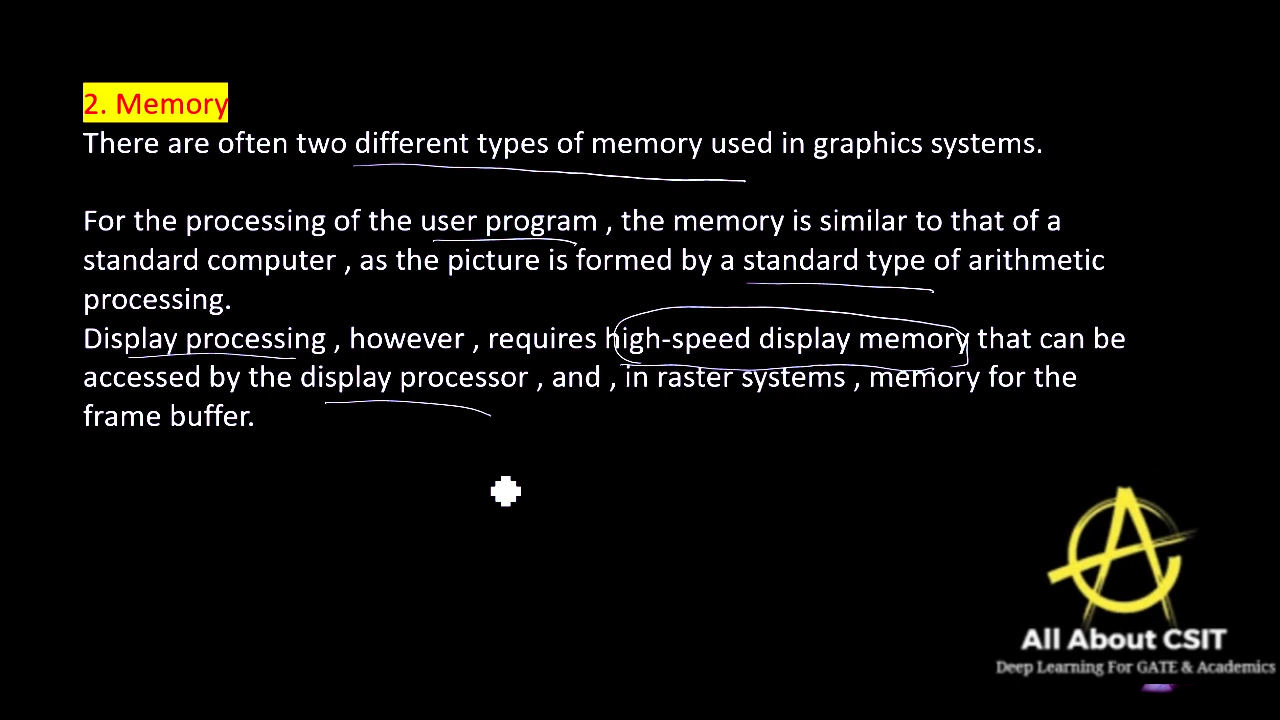 2. Memory
There are often two different types of memory used in graphics systems.
For the processing of the user program , the memory is similar to that of a
standard computer , as the picture is formed by a standard type of arithmetic
processing.
Display processing , however , requires high-speed display memory that can be
accessed by the display processor , and , in raster systems , memory for the
frame buffer.
All About CSIT
Deep Learning For GATE & Academics